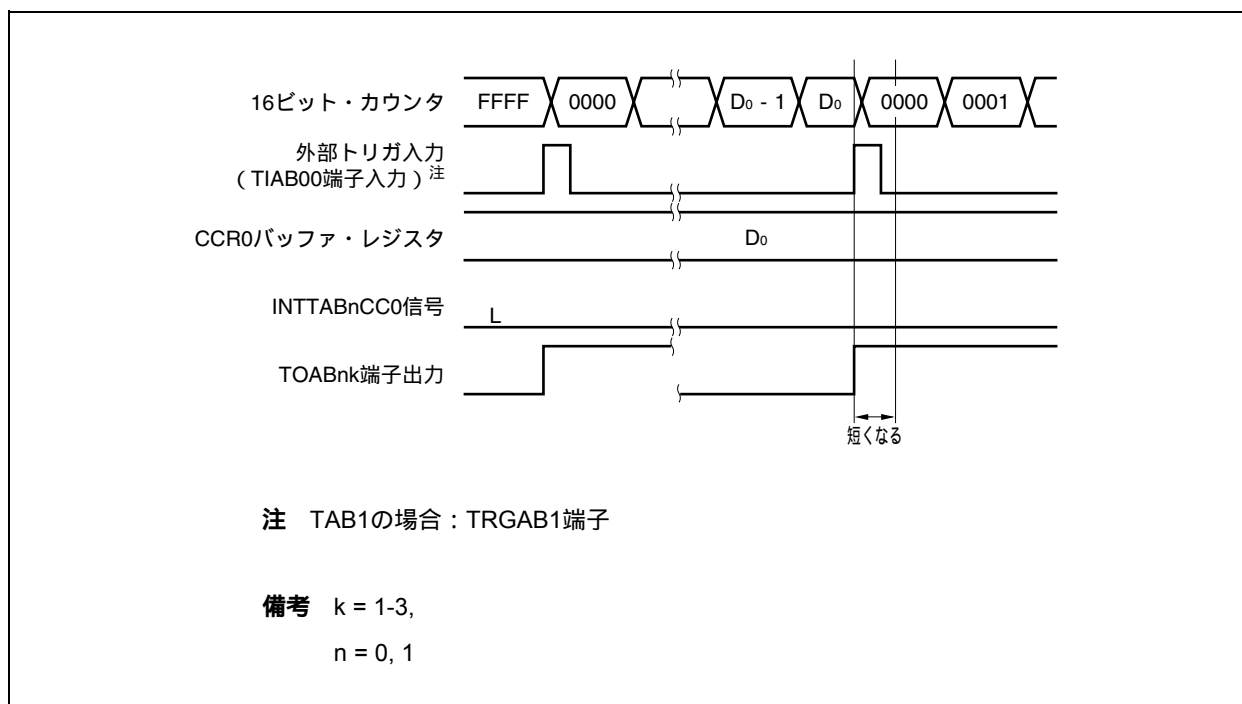 16ビット・カウンタ FFFF 0000 D0 - 1 D0 0000 0001
外部トリガ入力
（TIAB00端子入力）注
CCR0バッファ・レジスタ D0
INTTABnCC0信号 L
TOABnk端子出力
短くなる
注 TAB1の場合：TRGAB1端子
備考 k = 1-3,
n = 0, 1